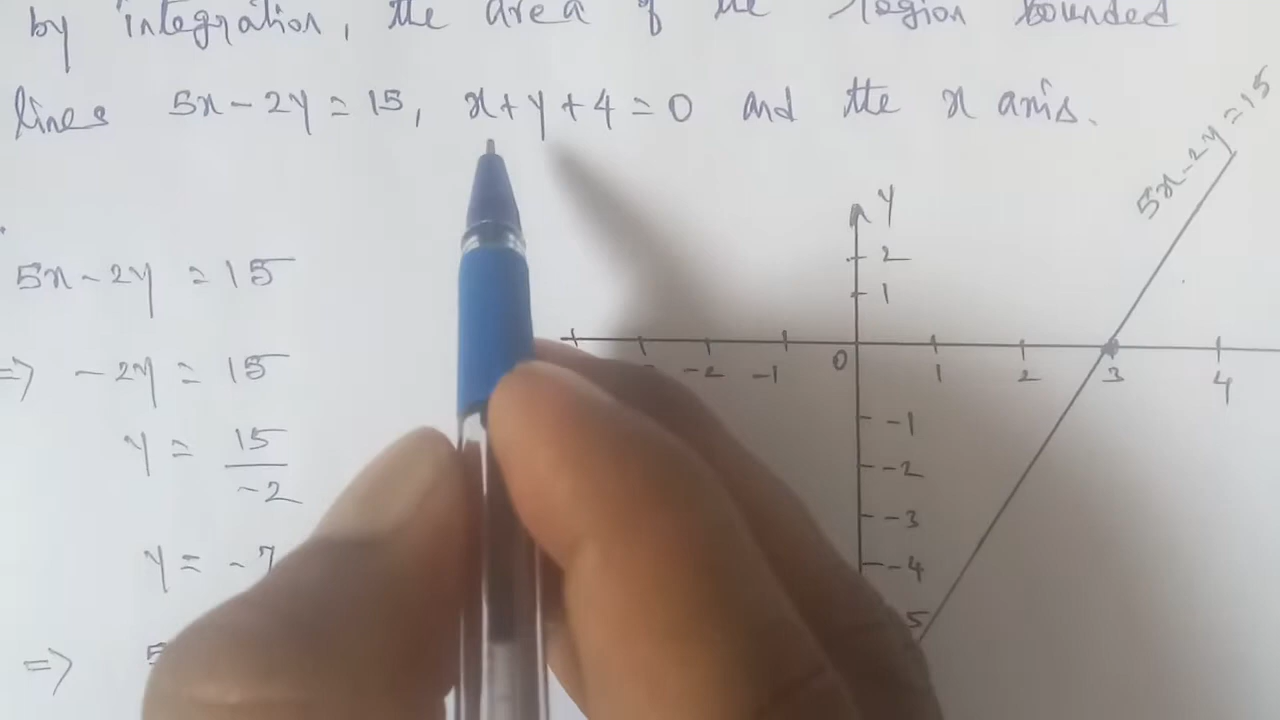 by integration, the area of the region bounded
lines 5x - 2y = 15, x + y + 4 = 0 and the x axis.
5x - 2y = 15
Y
2
1
5x - 2y = 15
=> -2y = 15
0
-2 -1 1 2 3 4
y = 15
-2
-1
-2
-3
-4
5
y = -7
=> 5